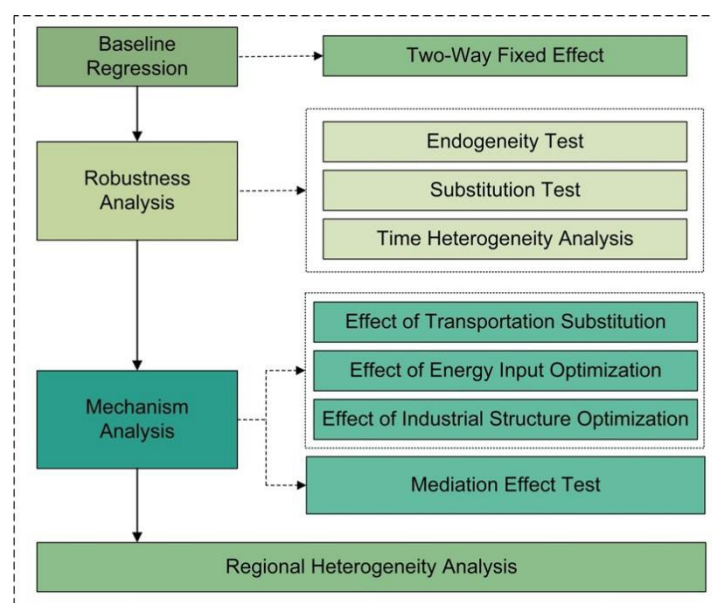 Baseline
Regression
Two-Way Fixed Effect
Robustness
Analysis
Endogeneity Test
Substitution Test
Time Heterogeneity Analysis
Mechanism
Analysis
Effect of Transportation Substitution
Effect of Energy Input Optimization
Effect of Industrial Structure Optimization
Mediation Effect Test
Regional Heterogeneity Analysis